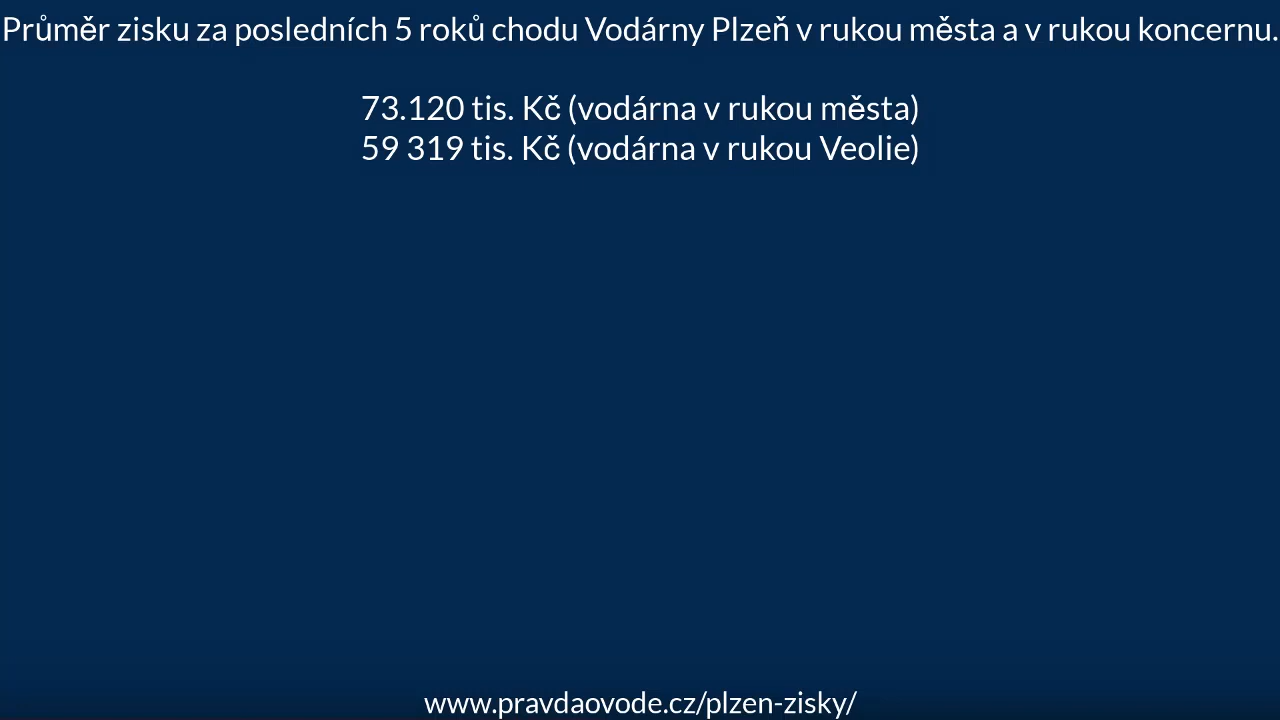 Průměr zisku za posledních 5 roků chodu Vodárny Plzeň v rukou města a v rukou koncernu.
73.120 tis. Kč (vodárna v rukou města)
59 319 tis. Kč (vodárna v rukou Veolie)
www.pravdaovode.cz/plzen-zisky/